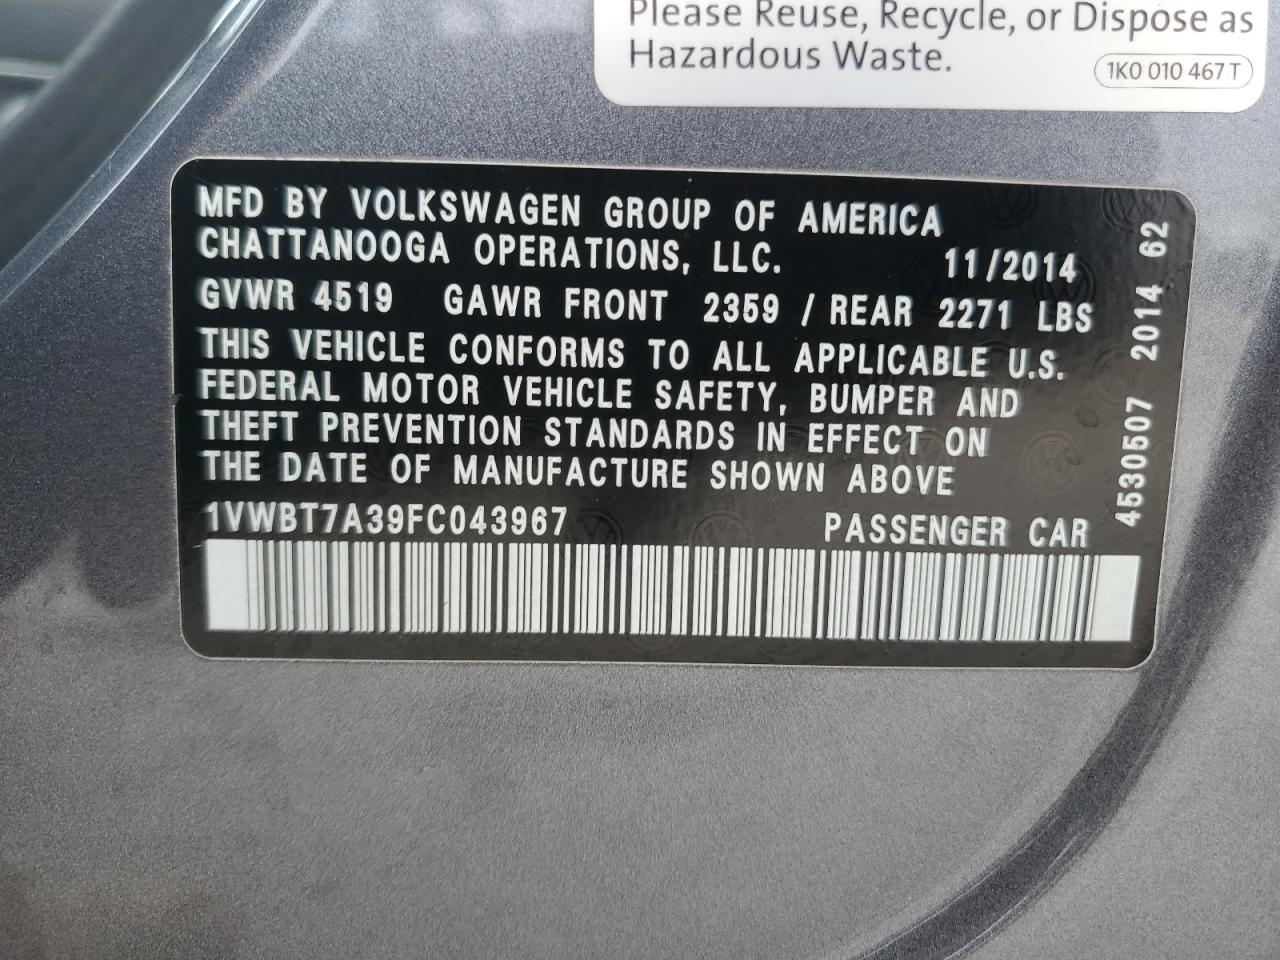 Please Reuse, Recycle, or Dispose as
Hazardous Waste.
1K0 010 467 T
MFD BY VOLKSWAGEN GROUP OF AMERICA
CHATTANOOGA OPERATIONS, LLC. 11/2014
GVWR 4519 GAWR FRONT 2359 / REAR 2271 LBS
THIS VEHICLE CONFORMS TO ALL APPLICABLE U.S.
FEDERAL MOTOR VEHICLE SAFETY, BUMPER AND
THEFT PREVENTION STANDARDS IN EFFECT ON
THE DATE OF MANUFACTURE SHOWN ABOVE
1VWBT7A39FC043967 PASSENGER CAR
4530507 2014 62